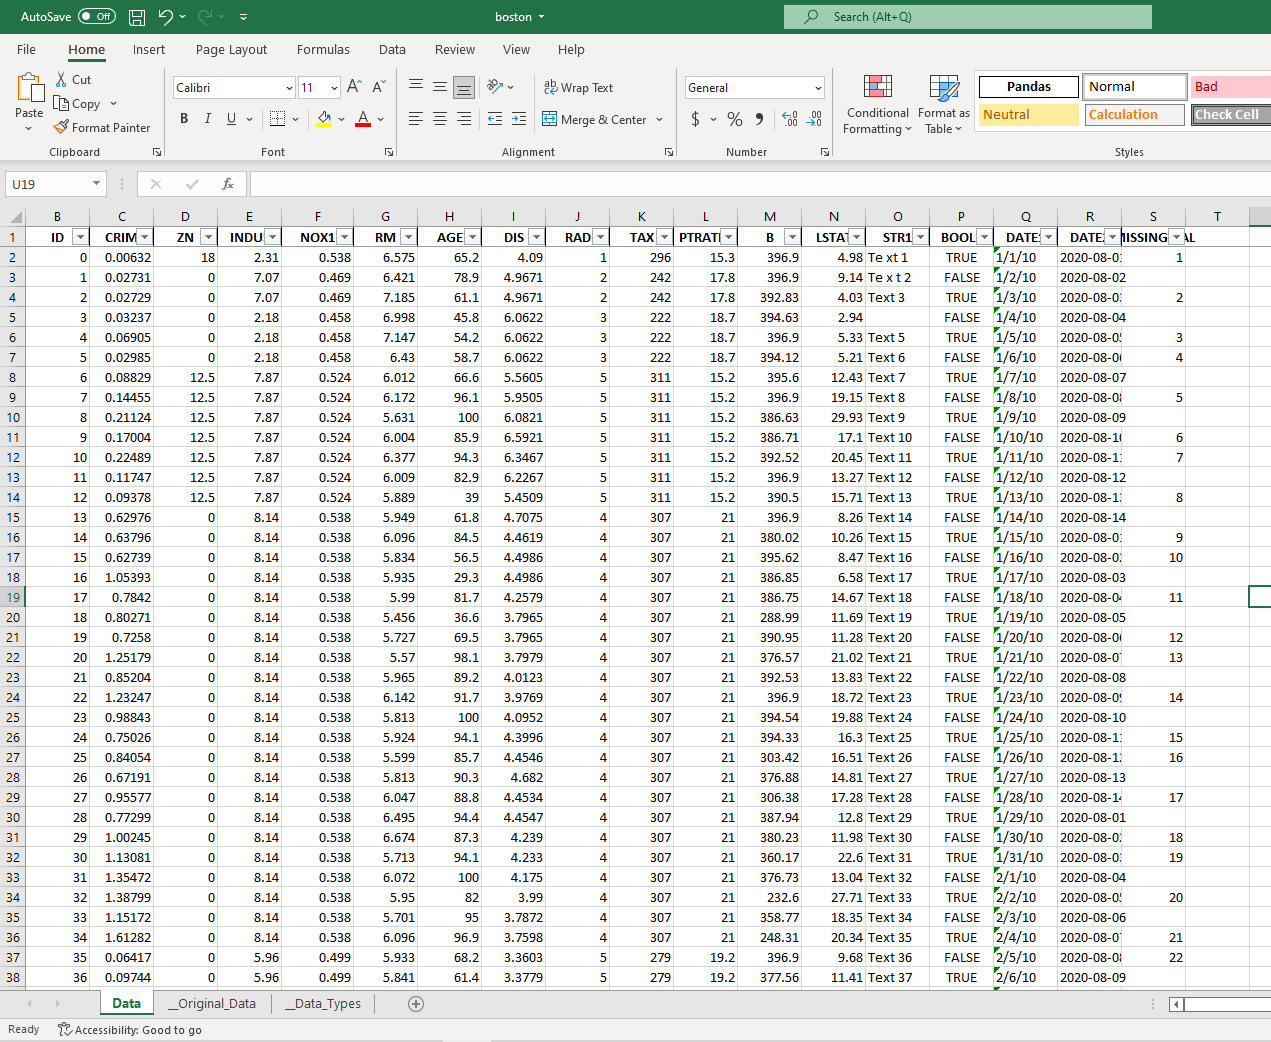 AutoSave Off boston Search (Alt+Q)
File Home Insert Page Layout Formulas Data Review View Help
Paste Cut Copy Format Painter Clipboard
Calibri 11 A A B I U A Font
ab Wrap Text Merge & Center Alignment
General $ % 9 Number
Conditional Formatting Format as Table
Pandas Normal Bad
Neutral Calculation Check Cell
Styles
U19 fx
B C D E F G H I J K L M N O P Q R S T
1 ID CRIM ZN INDU NOX1 RM AGE DIS RAD TAX PTRAT B LSTA STR1 BOOL DATE DATE MISSING AL
2 0 0.00632 18 2.31 0.538 6.575 65.2 4.09 1 296 15.3 396.9 4.98 Te xt 1 TRUE 1/1/10 2020-08-0 1
3 1 0.02731 0 7.07 0.469 6.421 78.9 4.9671 2 242 17.8 396.9 9.14 Te x t 2 FALSE 1/2/10 2020-08-02
4 2 0.02729 0 7.07 0.469 7.185 61.1 4.9671 2 242 17.8 392.83 4.03 Text 3 TRUE 1/3/10 2020-08-0 2
5 3 0.03237 0 2.18 0.458 6.998 45.8 6.0622 3 222 18.7 394.63 2.94 FALSE 1/4/10 2020-08-04
6 4 0.06905 0 2.18 0.458 7.147 54.2 6.0622 3 222 18.7 396.9 5.33 Text 5 TRUE 1/5/10 2020-08-0 3
7 5 0.02985 0 2.18 0.458 6.43 58.7 6.0622 3 222 18.7 394.12 5.21 Text 6 FALSE 1/6/10 2020-08-0 4
8 6 0.08829 12.5 7.87 0.524 6.012 66.6 5.5605 5 311 15.2 395.6 12.43 Text 7 TRUE 1/7/10 2020-08-07
9 7 0.14455 12.5 7.87 0.524 6.172 96.1 5.9505 5 311 15.2 396.9 19.15 Text 8 FALSE 1/8/10 2020-08-0 5
10 8 0.21124 12.5 7.87 0.524 5.631 100 6.0821 5 311 15.2 386.63 29.93 Text 9 TRUE 1/9/10 2020-08-09
11 9 0.17004 12.5 7.87 0.524 6.004 85.9 6.5921 5 311 15.2 386.71 17.1 Text 10 FALSE 1/10/10 2020-08-1 6
12 10 0.22489 12.5 7.87 0.524 6.377 94.3 6.3467 5 311 15.2 392.52 20.45 Text 11 TRUE 1/11/10 2020-08-1 7
13 11 0.11747 12.5 7.87 0.524 6.009 82.9 6.2267 5 311 15.2 396.9 13.27 Text 12 FALSE 1/12/10 2020-08-12
14 12 0.09378 12.5 7.87 0.524 5.889 39 5.4509 5 311 15.2 390.5 15.71 Text 13 TRUE 1/13/10 2020-08-1 8
15 13 0.62976 0 8.14 0.538 5.949 61.8 4.7075 4 307 21 396.9 8.26 Text 14 FALSE 1/14/10 2020-08-14
16 14 0.63796 0 8.14 0.538 6.096 84.5 4.4619 4 307 21 380.02 10.26 Text 15 TRUE 1/15/10 2020-08-0 9
17 15 0.62739 0 8.14 0.538 5.834 56.5 4.4986 4 307 21 395.62 8.47 Text 16 FALSE 1/16/10 2020-08-0 10
18 16 1.05393 0 8.14 0.538 5.935 29.3 4.4986 4 307 21 386.85 6.58 Text 17 TRUE 1/17/10 2020-08-03
19 17 0.7842 0 8.14 0.538 5.99 81.7 4.2579 4 307 21 386.75 14.67 Text 18 FALSE 1/18/10 2020-08-0 11
20 18 0.80271 0 8.14 0.538 5.456 36.6 3.7965 4 307 21 288.99 11.69 Text 19 TRUE 1/19/10 2020-08-05
21 19 0.7258 0 8.14 0.538 5.727 69.5 3.7965 4 307 21 390.95 11.28 Text 20 FALSE 1/20/10 2020-08-0 12
22 20 1.25179 0 8.14 0.538 5.57 98.1 3.7979 4 307 21 376.57 21.02 Text 21 TRUE 1/21/10 2020-08-0 13
23 21 0.85204 0 8.14 0.538 5.965 89.2 4.0123 4 307 21 392.53 13.83 Text 22 FALSE 1/22/10 2020-08-08
24 22 1.23247 0 8.14 0.538 6.142 91.7 3.9769 4 307 21 396.9 18.72 Text 23 TRUE 1/23/10 2020-08-0 14
25 23 0.98843 0 8.14 0.538 5.813 100 4.0952 4 307 21 394.54 19.88 Text 24 FALSE 1/24/10 2020-08-10
26 24 0.75026 0 8.14 0.538 5.924 94.1 4.3996 4 307 21 394.33 16.3 Text 25 TRUE 1/25/10 2020-08-1 15
27 25 0.84054 0 8.14 0.538 5.599 85.7 4.4546 4 307 21 303.42 16.51 Text 26 FALSE 1/26/10 2020-08-1 16
28 26 0.67191 0 8.14 0.538 5.813 90.3 4.682 4 307 21 376.88 14.81 Text 27 TRUE 1/27/10 2020-08-13
29 27 0.95577 0 8.14 0.538 6.047 88.8 4.4534 4 307 21 306.38 17.28 Text 28 FALSE 1/28/10 2020-08-1 17
30 28 0.77299 0 8.14 0.538 6.495 94.4 4.4547 4 307 21 387.94 12.8 Text 29 TRUE 1/29/10 2020-08-01
31 29 1.00245 0 8.14 0.538 6.674 87.3 4.239 4 307 21 380.23 11.98 Text 30 FALSE 1/30/10 2020-08-0 18
32 30 1.13081 0 8.14 0.538 5.713 94.1 4.233 4 307 21 360.17 22.6 Text 31 TRUE 1/31/10 2020-08-0 19
33 31 1.35472 0 8.14 0.538 6.072 100 4.175 4 307 21 376.73 13.04 Text 32 FALSE 2/1/10 2020-08-04
34 32 1.38799 0 8.14 0.538 5.95 82 3.99 4 307 21 232.6 27.71 Text 33 TRUE 2/2/10 2020-08-0 20
35 33 1.15172 0 8.14 0.538 5.701 95 3.7872 4 307 21 358.77 18.35 Text 34 FALSE 2/3/10 2020-08-06
36 34 1.61282 0 8.14 0.538 6.096 96.9 3.7598 4 307 21 248.31 20.34 Text 35 TRUE 2/4/10 2020-08-0 21
37 35 0.06417 0 5.96 0.499 5.933 68.2 3.3603 5 279 19.2 396.9 9.68 Text 36 FALSE 2/5/10 2020-08-0 22
38 36 0.09744 0 5.96 0.499 5.841 61.4 3.3779 5 279 19.2 377.56 11.41 Text 37 TRUE 2/6/10 2020-08-09
Data __Original_Data __Data_Types
Ready Accessibility: Good to go